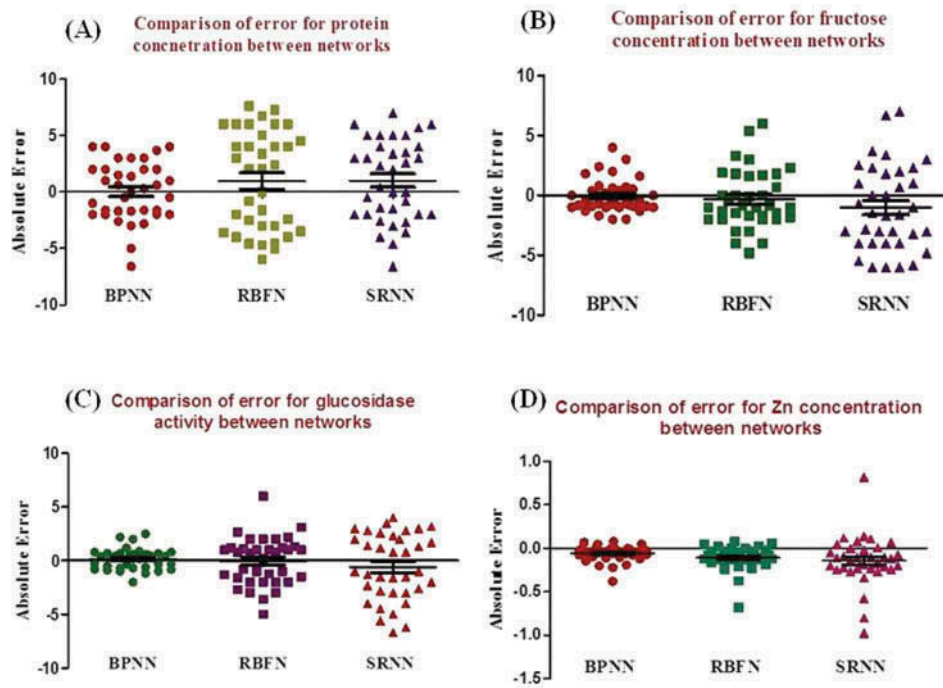 (A)
Comparison of error for protein
concnetration between networks
Absolute Error
10
5
0
-5
-10
BPNN
RBFN
SRNN
(B)
Comparison of error for fructose
concentration between networks
Absolute Error
10
5
0
-5
-10
BPNN
RBFN
SRNN
(C)
Comparison of error for glucosidase
activity between networks
Absolute Error
10
5
0
-5
-10
BPNN
RBFN
SRNN
(D)
Comparison of error for Zn concentration
between networks
Absolute Error
1.0
0.5
0.0
-0.5
-1.0
-1.5
BPNN
RBFN
SRNN